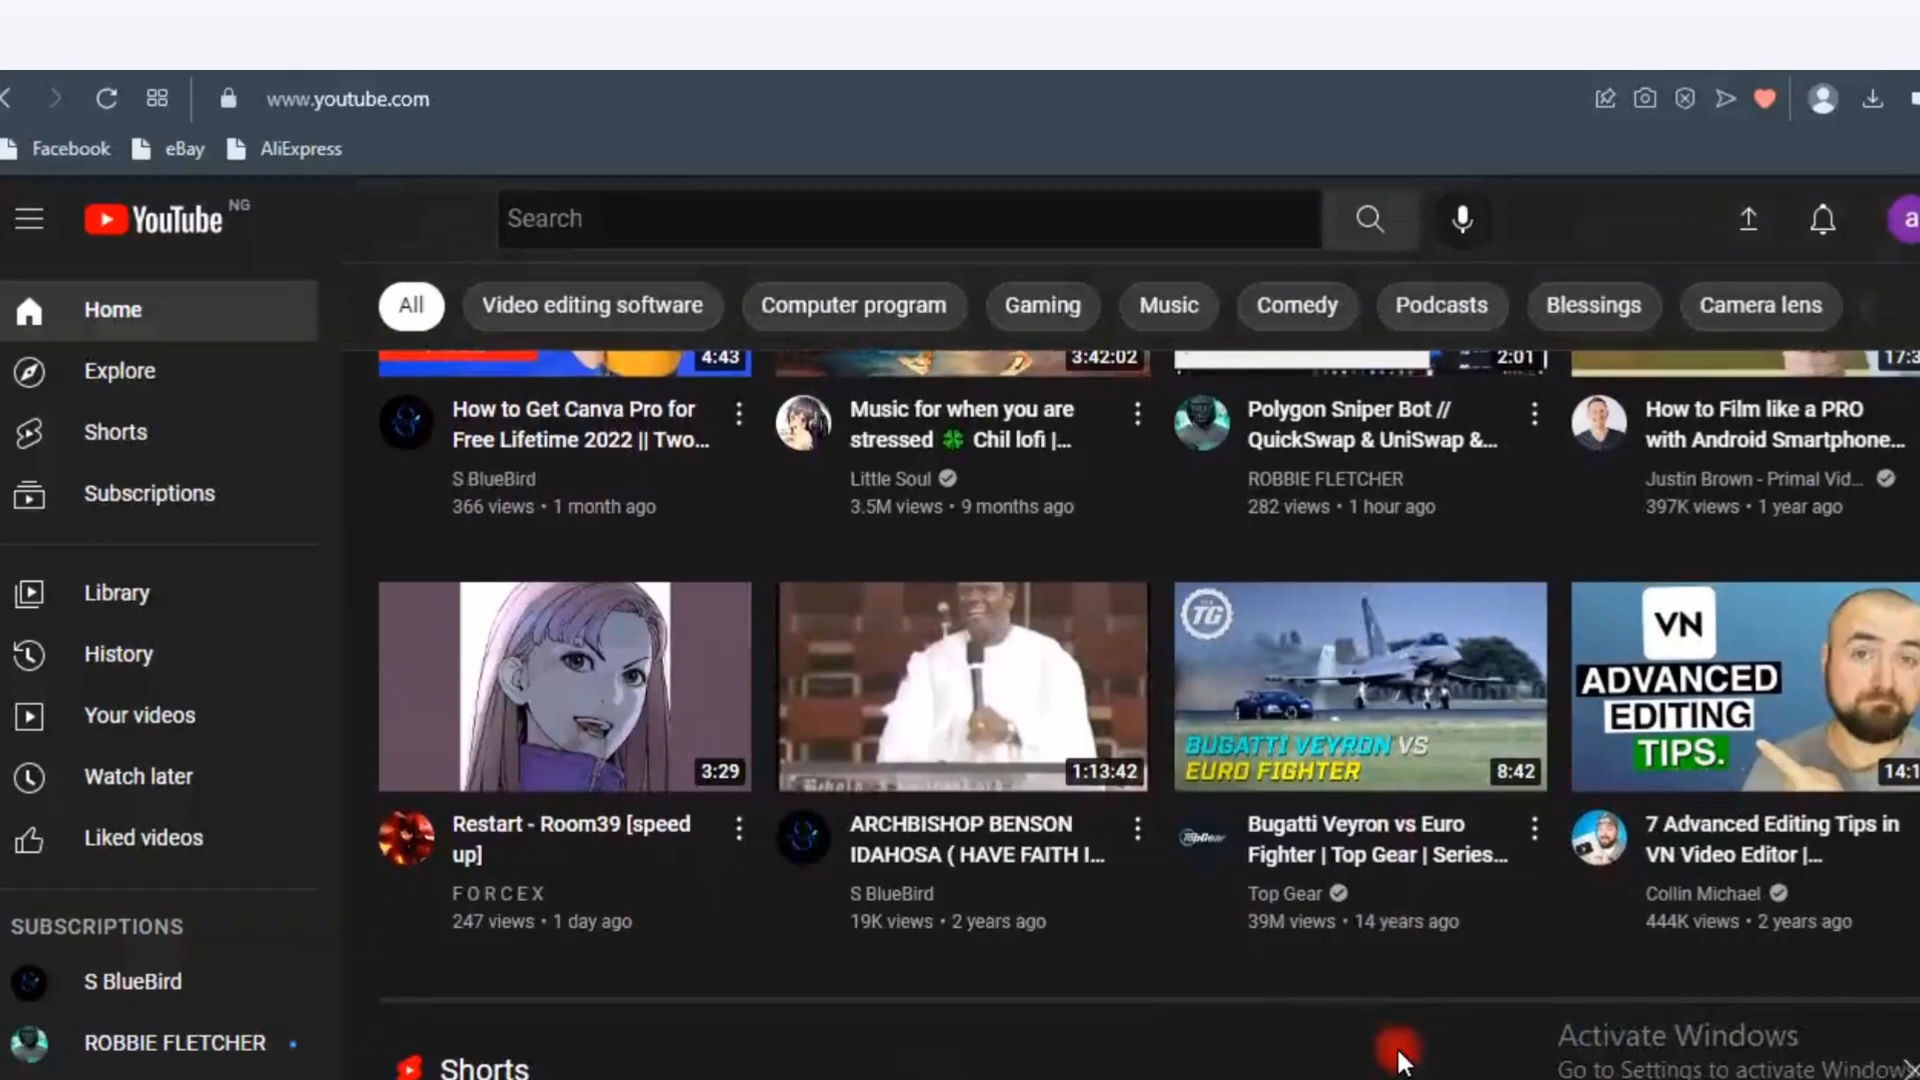 www.youtube.com
Facebook eBay AliExpress
YouTube NG
Search
a
Home
Explore
Shorts
Subscriptions
Library
History
Your videos
Watch later
Liked videos
SUBSCRIPTIONS
S BlueBird
ROBBIE FLETCHER
All Video editing software Computer program Gaming Music Comedy Podcasts Blessings Camera lens
4:43
How to Get Canva Pro for
Free Lifetime 2022 || Two...
S BlueBird
366 views • 1 month ago
3:42:02
Music for when you are
stressed 🍀 Chil lofi |...
Little Soul
3.5M views • 9 months ago
2:01
Polygon Sniper Bot //
QuickSwap & UniSwap &...
ROBBIE FLETCHER
282 views • 1 hour ago
17:3
How to Film like a PRO
with Android Smartphone...
Justin Brown - Primal Vid...
397K views • 1 year ago
3:29
Restart - Room39 [speed
up]
F O R C E X
247 views • 1 day ago
1:13:42
ARCHBISHOP BENSON
IDAHOSA ( HAVE FAITH I...
S BlueBird
19K views • 2 years ago
TG
BUGATTI VEYRON VS
EURO FIGHTER
8:42
TopGear
Bugatti Veyron vs Euro
Fighter | Top Gear | Series...
Top Gear
39M views • 14 years ago
VN
ADVANCED
EDITING
TIPS.
14:1
7 Advanced Editing Tips in
VN Video Editor |...
Collin Michael
444K views • 2 years ago
Shorts
Activate Windows
Go to Settings to activate Windows